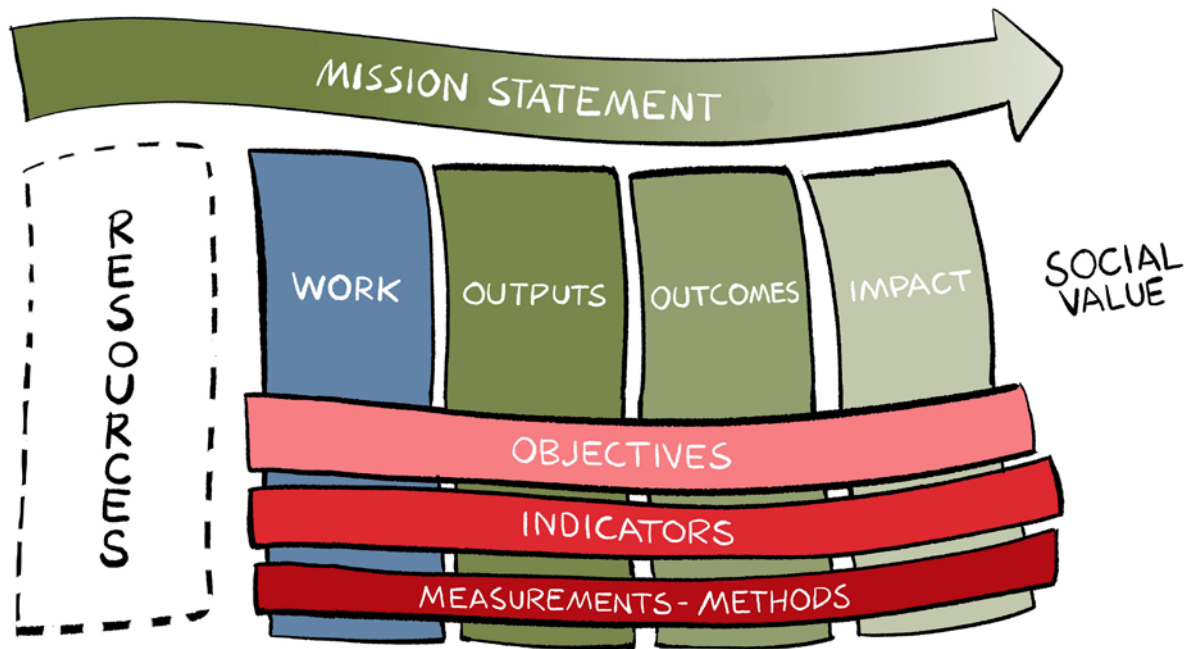 MISSION STATEMENT
RESOURCES
WORK
OUTPUTS
OUTCOMES
IMPACT
SOCIAL
VALUE
OBJECTIVES
INDICATORS
MEASUREMENTS - METHODS